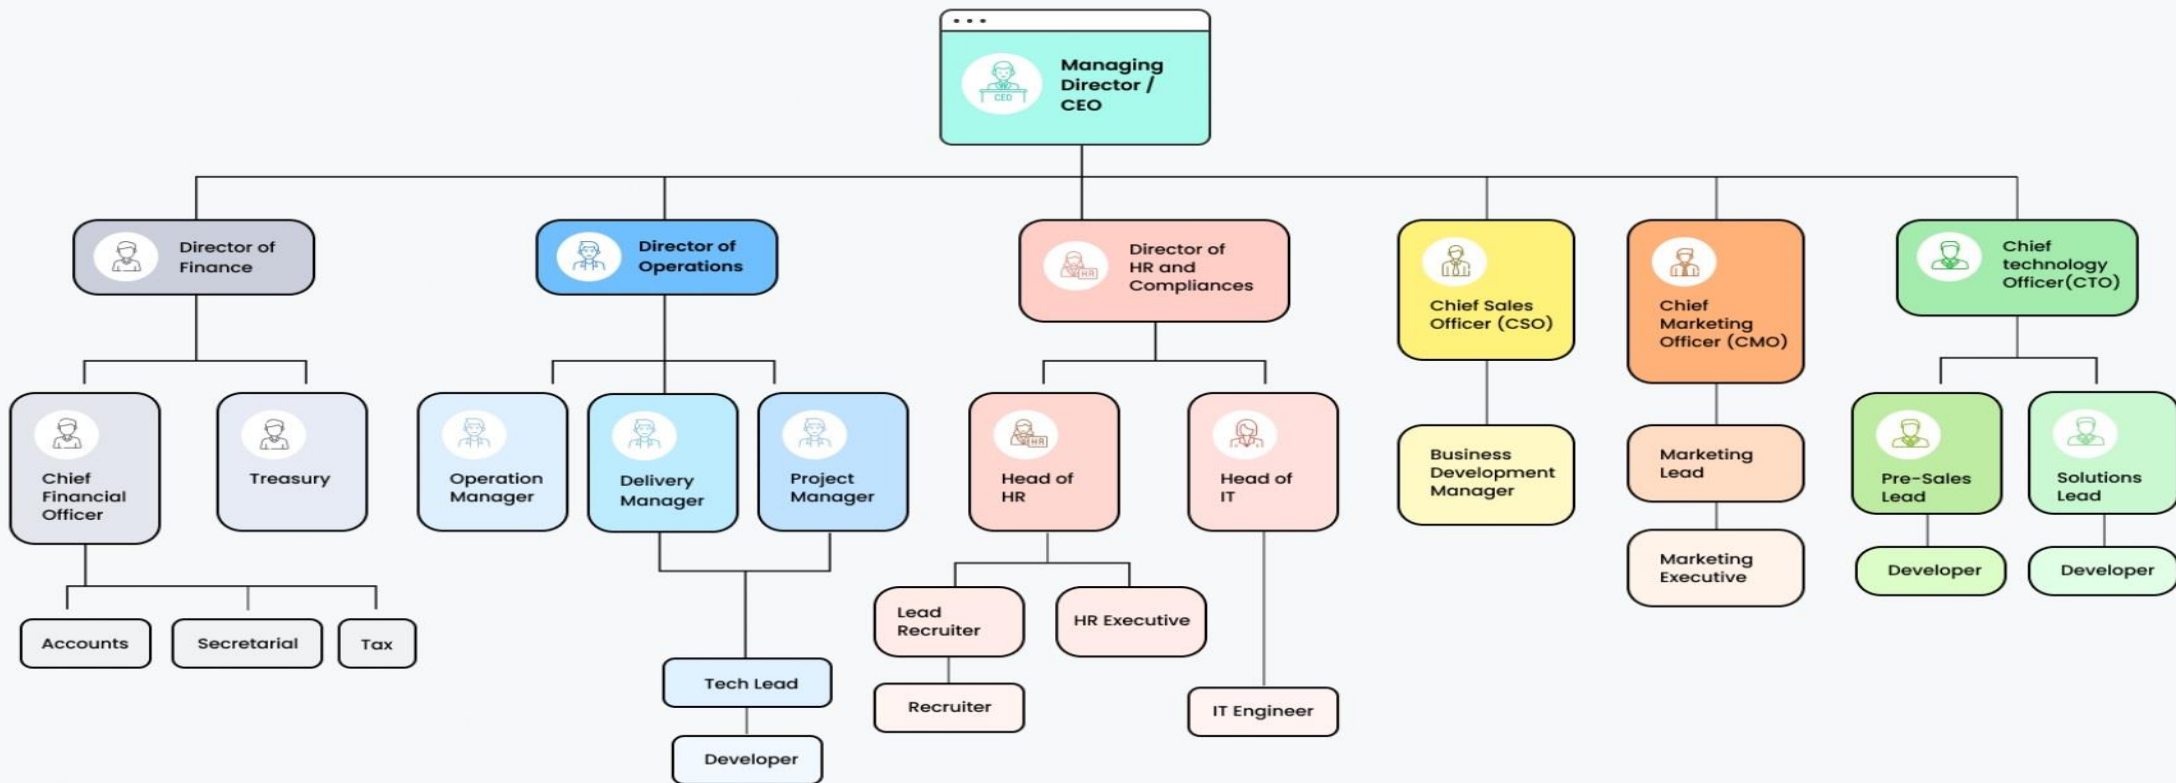 Managing
Director /
CEO
CEO
Director of
Finance
Director of
Operations
Director of
HR and
Compliances
HR
Chief Sales
Officer (CSO)
Chief
Marketing
Officer (CMO)
Chief
technology
Officer(CTO)
Chief
Financial
Officer
Treasury
Operation
Manager
Delivery
Manager
Project
Manager
HR
Head of
HR
Head of
IT
Business
Development
Manager
Marketing
Lead
Pre-Sales
Lead
Solutions
Lead
Marketing
Executive
Developer
Developer
Accounts
Secretarial
Tax
Lead
Recruiter
HR Executive
Tech Lead
Recruiter
IT Engineer
Developer